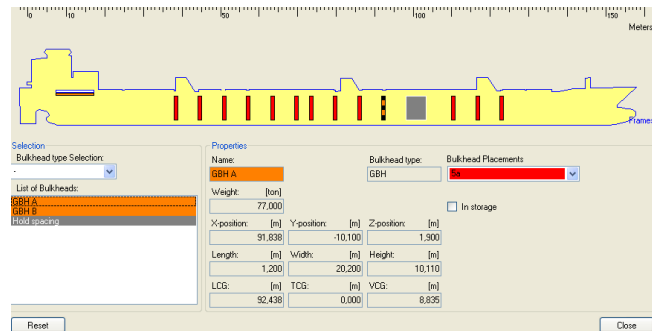 0 10 50 100 150
Meters
Frames
Selection
Bulkhead type Selection:
-
List of Bulkheads:
GBH A
GBH B
Hold spacing
Properties
Name: Bulkhead type: Bulkhead Placements
GBH A GBH 5s
Weight: [ton]
77,000 In storage
X-position: [m] Y-position: [m] Z-position: [m]
91,838 -10,100 1,900
Length: [m] Width: [m] Height: [m]
1,200 20,200 10,110
LCG: [m] TCG: [m] VCG: [m]
92,438 0,000 8,835
Reset Close